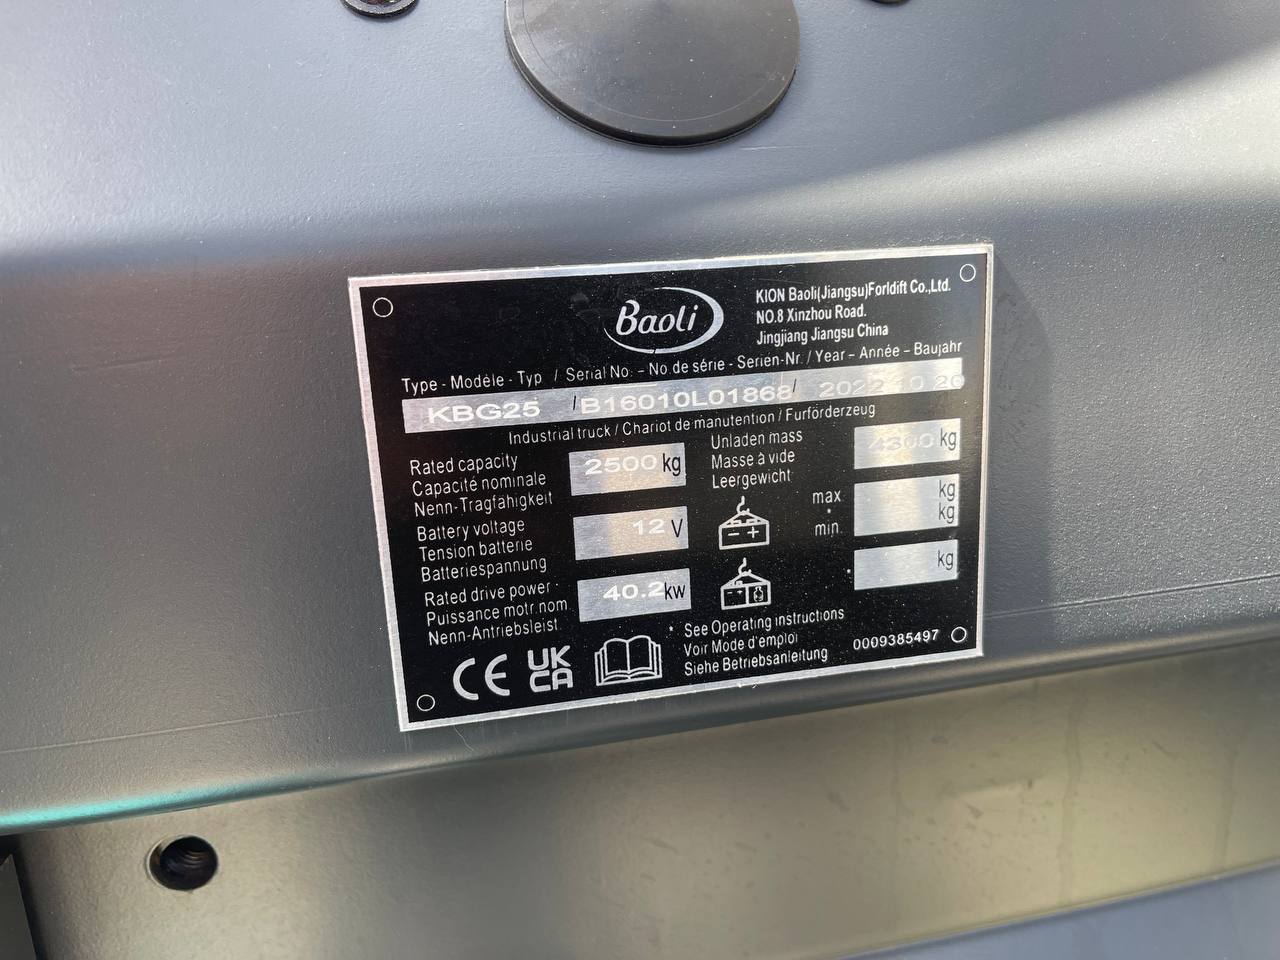 Baoli
KION Baoli(Jiangsu)Forldift Co.,Ltd.
NO.8 Xinzhou Road.
Jingjiang Jiangsu China
Type - Modèle - Typ / Serial No. - No.de série - Serien-Nr. / Year - Année - Baujahr
KBG25 /B16010L01868/ 2022.10.20
Industrial truck / Chariot de manutention / Furförderzeug
Rated capacity
Capacité nominale
Nenn-Tragfähigkeit
2500 kg
Unladen mass
Masse à vide
Leergewicht
4300 kg
Battery voltage
Tension batterie
Batteriespannung
12 V
max.
min.
kg
kg
Rated drive power
Puissance motr.nom.
Nenn-Antriebsleist
40.2 kw
* kg
CE UK
CA
* See Operating instructions
Voir Mode d'emploi
Siehe Betriebsanleitung
0009385497